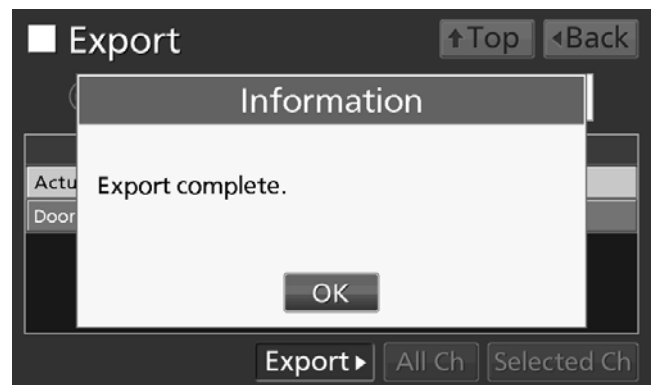 Export
↑Top
◂Back
Information
Actu
Export complete.
Door
OK
Export▸
All Ch
Selected Ch